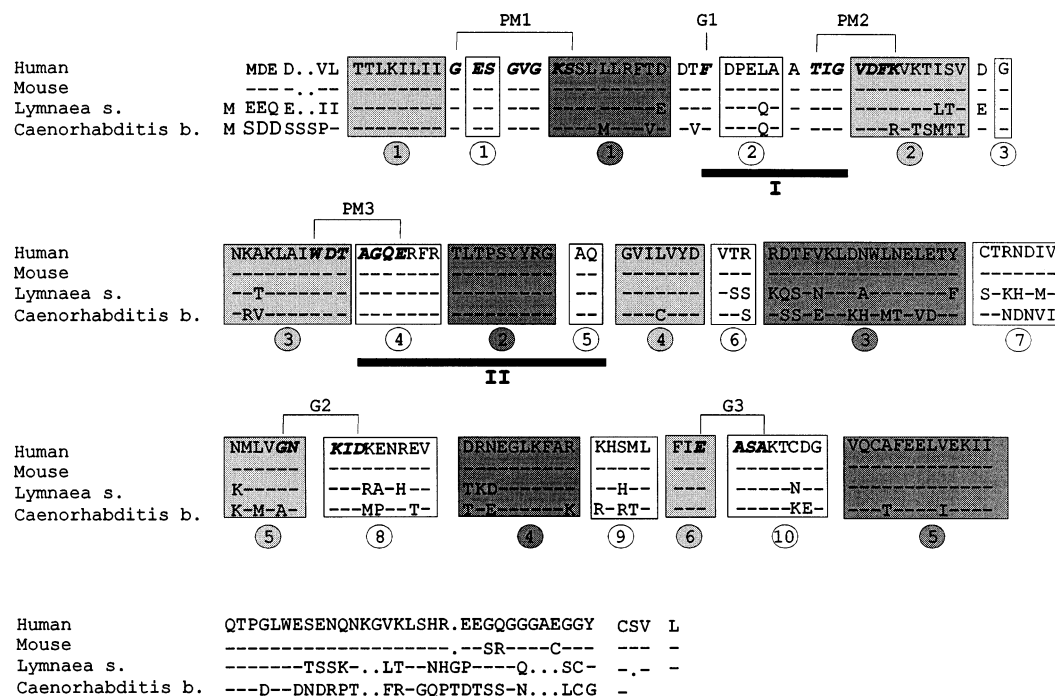 PM1 G1 PM2
Human MDE D..VL TTLKILII G ES GVG KSSLLLRFTD DTF DPELA A TIG VDFKVKTISV D G
Mouse --- -..-- -------- - -- --- ---------- --- ----- - --- ---------- - -
Lymnaea s. M EEQ E..II -------- - -- --- ---------E --- --Q-- - --- -------LT- E -
Caenorhabditis b. M SDDSSSP- -------- - -- --- ----M--V- -V- --Q-- - --- ---R-TSMTI - -
1 1 1 2 2 3
I
PM3
Human NKAKLAIWDT AGQERFR TLTPSYYRG AQ GVILVYD VTR RDTFVKLDNWLNELETY CTRNDIV
Mouse ---------- ------- --------- -- ------- --- ----------------- -------
Lymnaea s. --T------- ------- --------- -- ------- -SS KQS-N---A-------F S-KH-M-
Caenorhabditis b. -RV------- ------- --------- -- ---C--- --S -SS-E--KH-MT-VD-- --NDNVI
3 4 2 5 4 6 3 7
II
G2 G3
Human NMLVGN KIDKENREV DRNEGLKFAR KHSML FIE ASAKTCDG VQCAFEELVEKII
Mouse ------ --------- ---------- ----- --- -------- -------------
Lymnaea s. K----- ---RA-H-- TKD------- --H-- --- -----N-- -------------
Caenorhabditis b. K-M-A- ---MP--T- T-E------K R-RT- --- -----KE- ---T----I----
5 8 4 9 6 10 5
Human QTPGLWESENQNKGVKLSHR.EEGQGGGAEGGY CSV L
Mouse --------------------.--SR----C--- --- -
Lymnaea s. -------TSSK-..LT--NHGP----Q...SC- -.- -
Caenorhabditis b. ---D--DNDRPT..FR-GQPTDTSS-N...LCG -